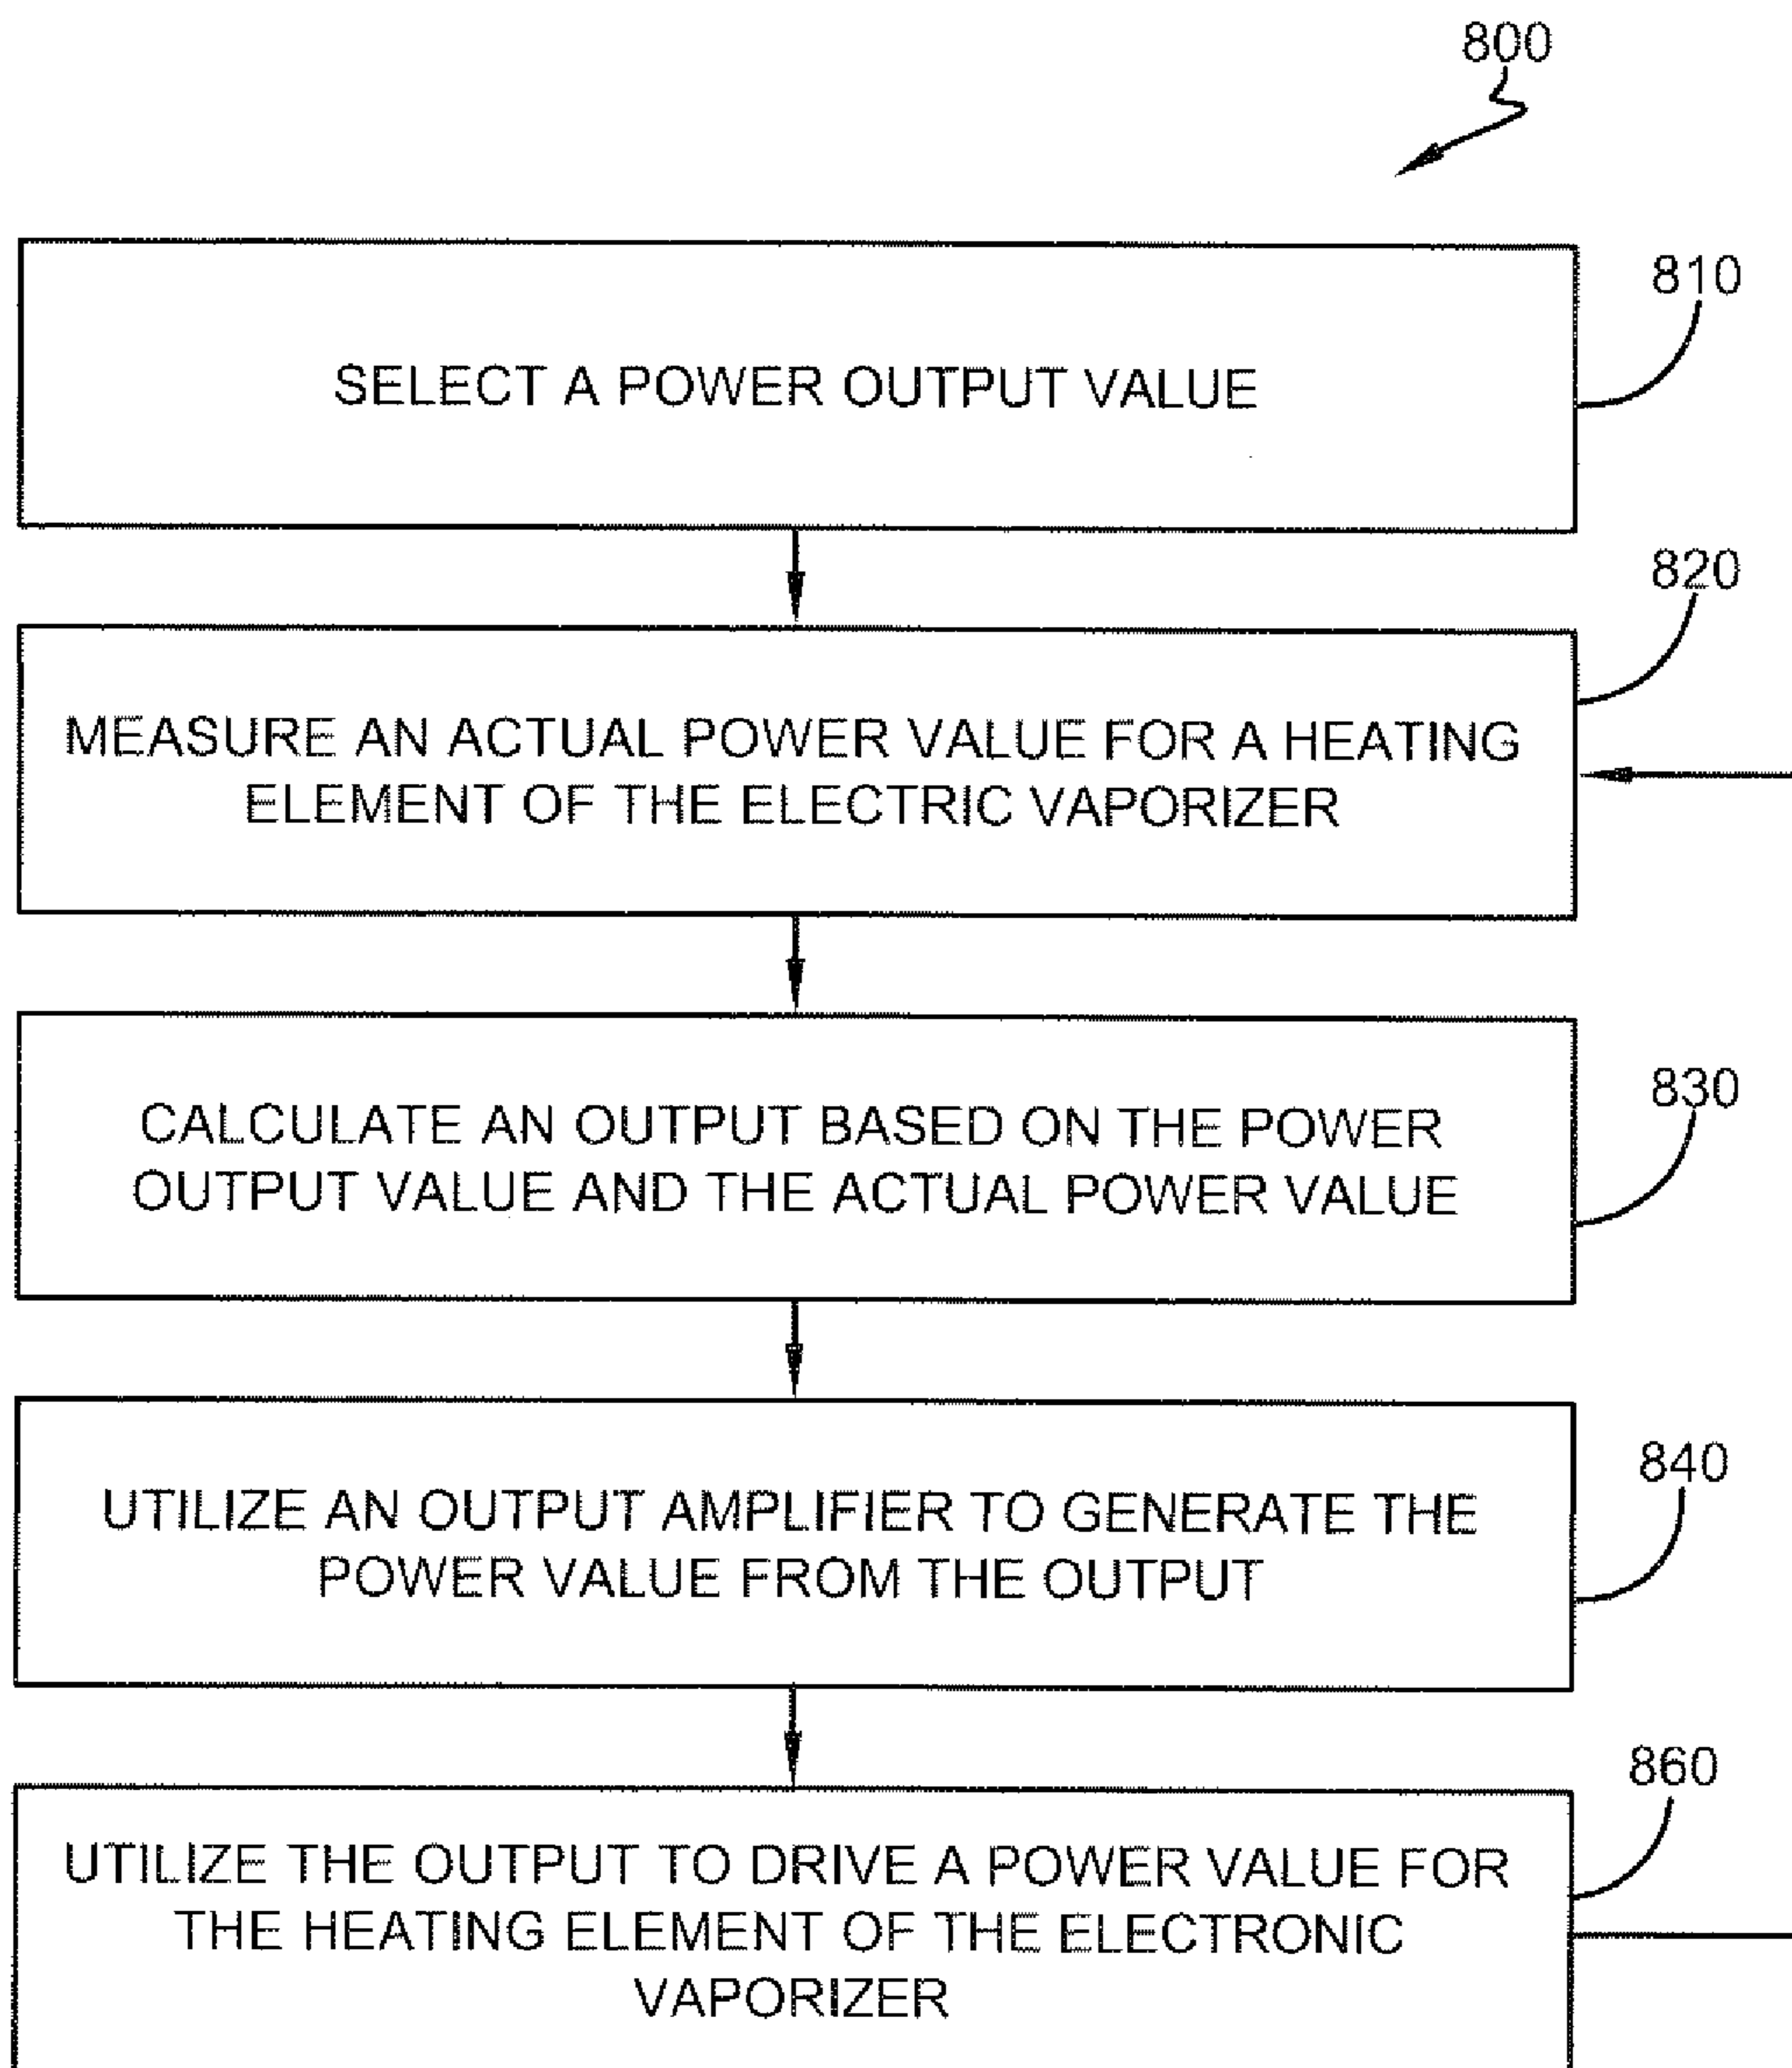 800
810
SELECT A POWER OUTPUT VALUE
820
MEASURE AN ACTUAL POWER VALUE FOR A HEATING
ELEMENT OF THE ELECTRIC VAPORIZER
830
CALCULATE AN OUTPUT BASED ON THE POWER
OUTPUT VALUE AND THE ACTUAL POWER VALUE
840
UTILIZE AN OUTPUT AMPLIFIER TO GENERATE THE
POWER VALUE FROM THE OUTPUT
860
UTILIZE THE OUTPUT TO DRIVE A POWER VALUE FOR
THE HEATING ELEMENT OF THE ELECTRONIC
VAPORIZER